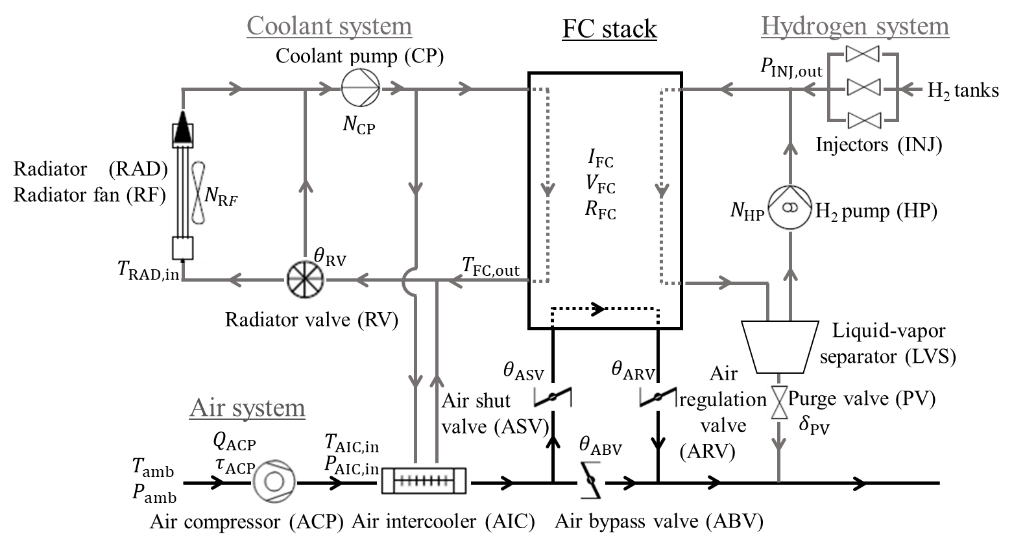 Coolant system
FC stack
Hydrogen system
Coolant pump (CP)
N_CP
P_INJ,out
H₂ tanks
Injectors (INJ)
Radiator (RAD)
Radiator fan (RF)
N_RF
I_FC
V_FC
R_FC
N_HP
H₂ pump (HP)
T_RAD,in
θ_RV
T_FC,out
Radiator valve (RV)
Liquid-vapor
separator (LVS)
θ_ASV
θ_ARV
Air shut
valve (ASV)
Air
regulation
valve
(ARV)
Purge valve (PV)
δ_PV
Air system
Q_ACP
τ_ACP
T_AIC,in
P_AIC,in
θ_ABV
T_amb
P_amb
Air compressor (ACP)
Air intercooler (AIC)
Air bypass valve (ABV)